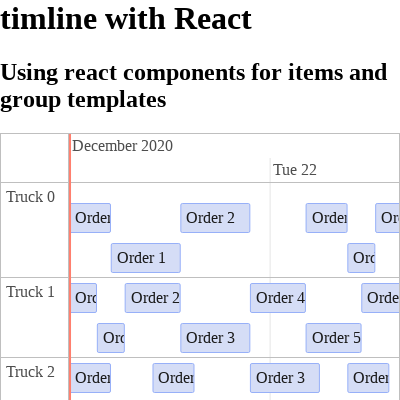 timline with React
Using react components for items and
group templates
December 2020
Tue 22
Truck 0
Order
Order 2
Order
Or
Order 1
Orc
Truck 1
Orc
Order 2
Order 4
Orde
Orc
Order 3
Order 5
Truck 2
Order
Order
Order 3
Order